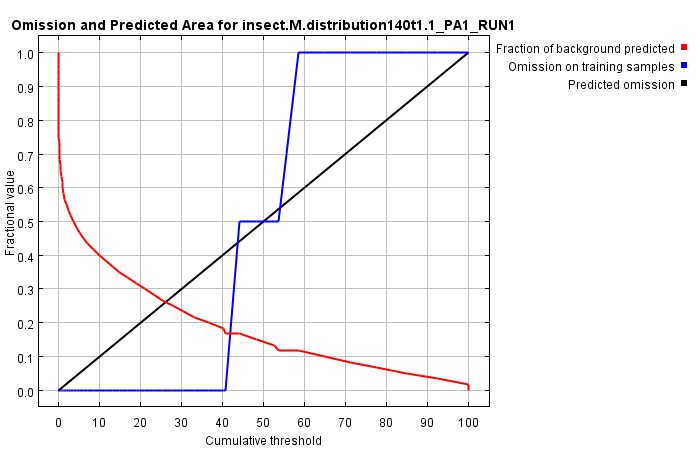 Omission and Predicted Area for insect.M.distribution140t1.1_PA1_RUN1
Fraction of background predicted
Omission on training samples
Predicted omission
Fractional value
1.0
0.9
0.8
0.7
0.6
0.5
0.4
0.3
0.2
0.1
0.0
0 10 20 30 40 50 60 70 80 90 100
Cumulative threshold